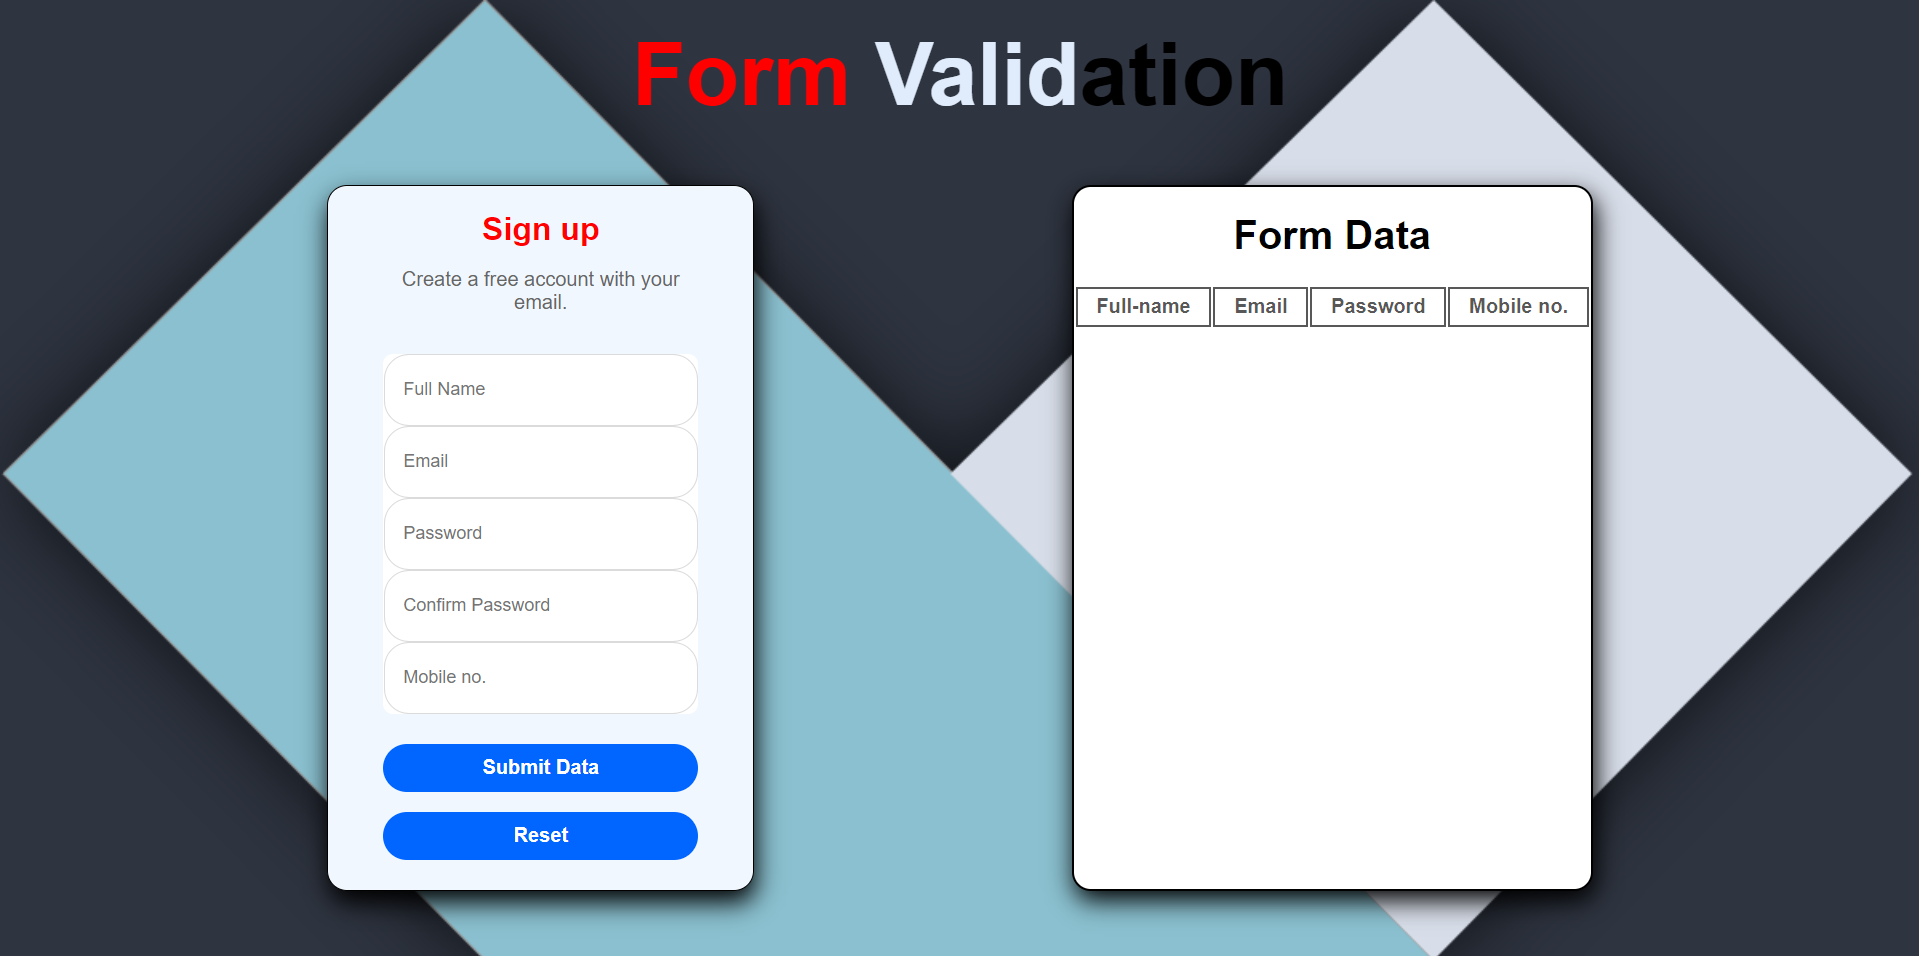 Form Validation
Sign up
Create a free account with your
email.
Full Name
Email
Password
Confirm Password
Mobile no.
Submit Data
Reset
Form Data
Full-name Email Password Mobile no.